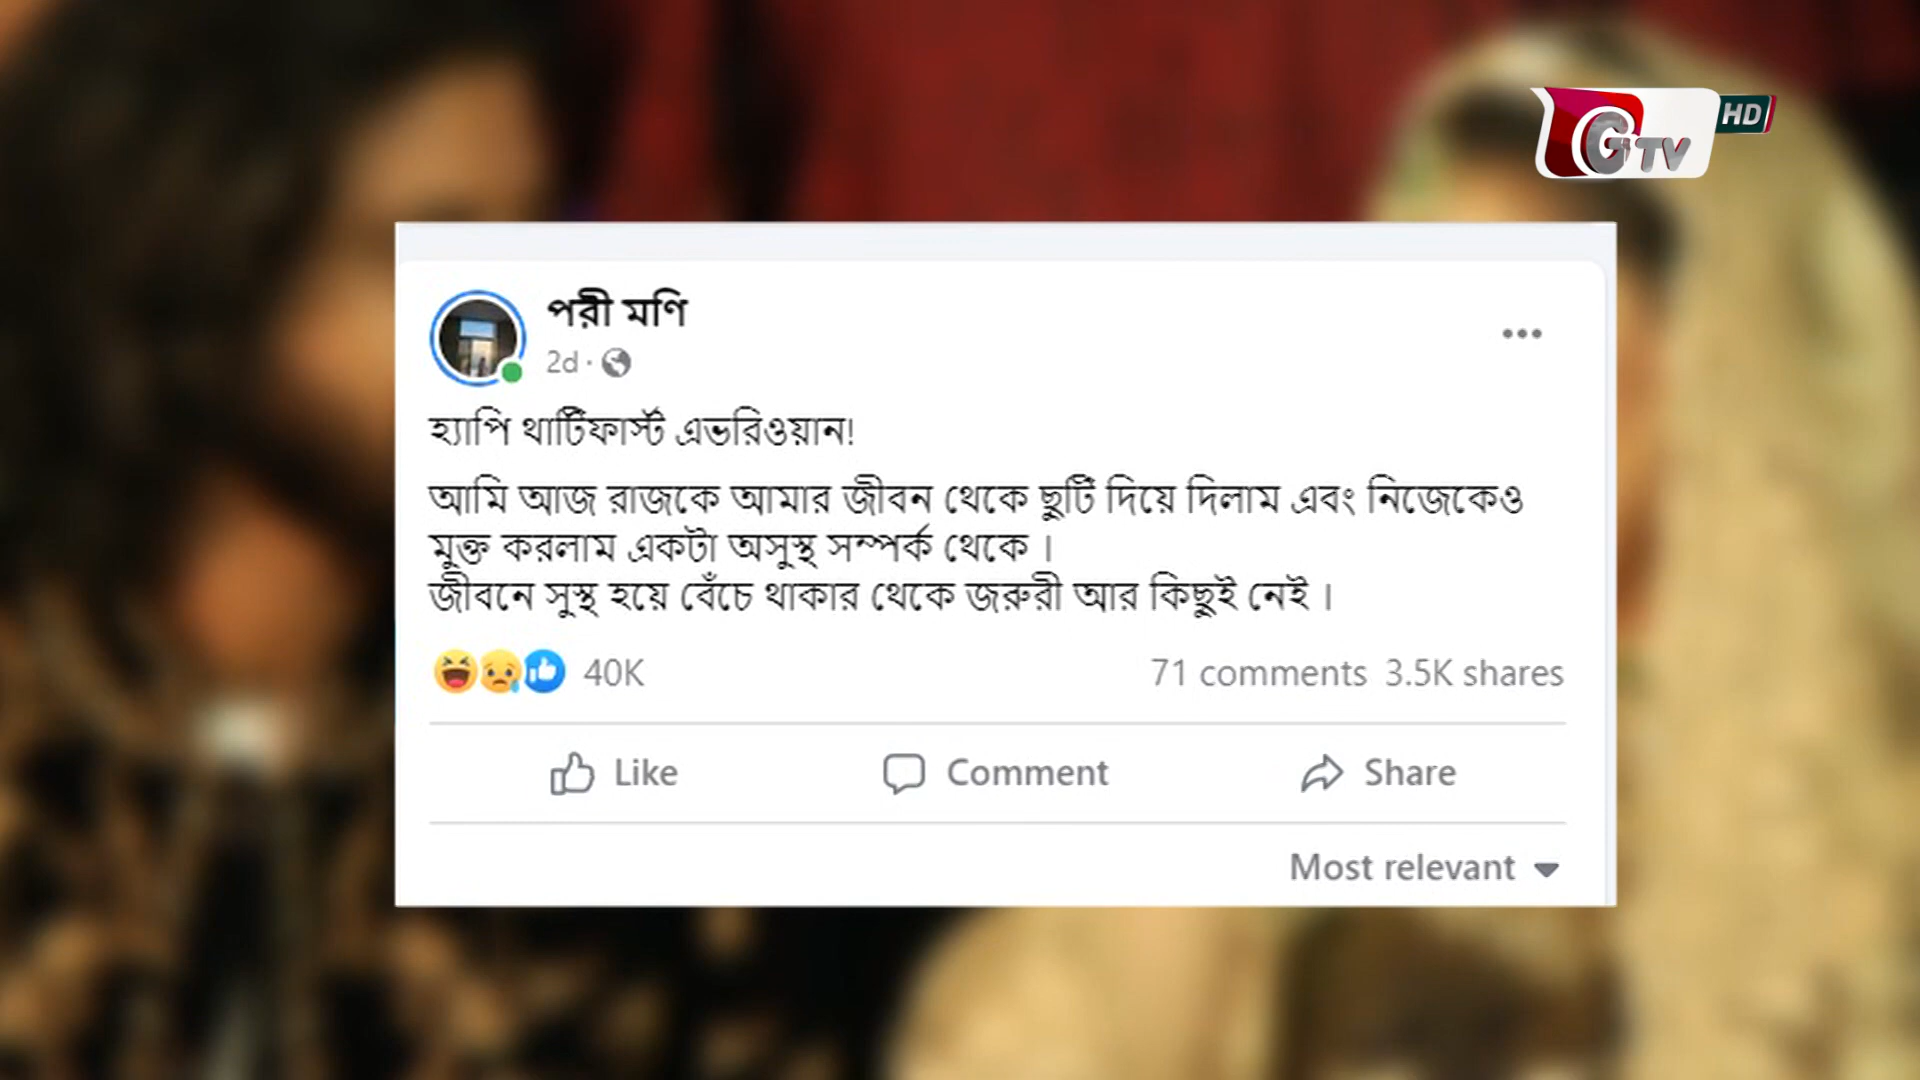 GTV HD
পরী মণি
2d ·
হ্যাপি থার্টিফার্স্ট এভরিওয়ান!
আমি আজ রাজকে আমার জীবন থেকে ছুটি দিয়ে দিলাম এবং নিজেকেও
মুক্ত করলাম একটা অসুস্থ সম্পর্ক থেকে ।
জীবনে সুস্থ হয়ে বেঁচে থাকার থেকে জরুরী আর কিছুই নেই ।
40K 71 comments 3.5K shares
Like Comment Share
Most relevant